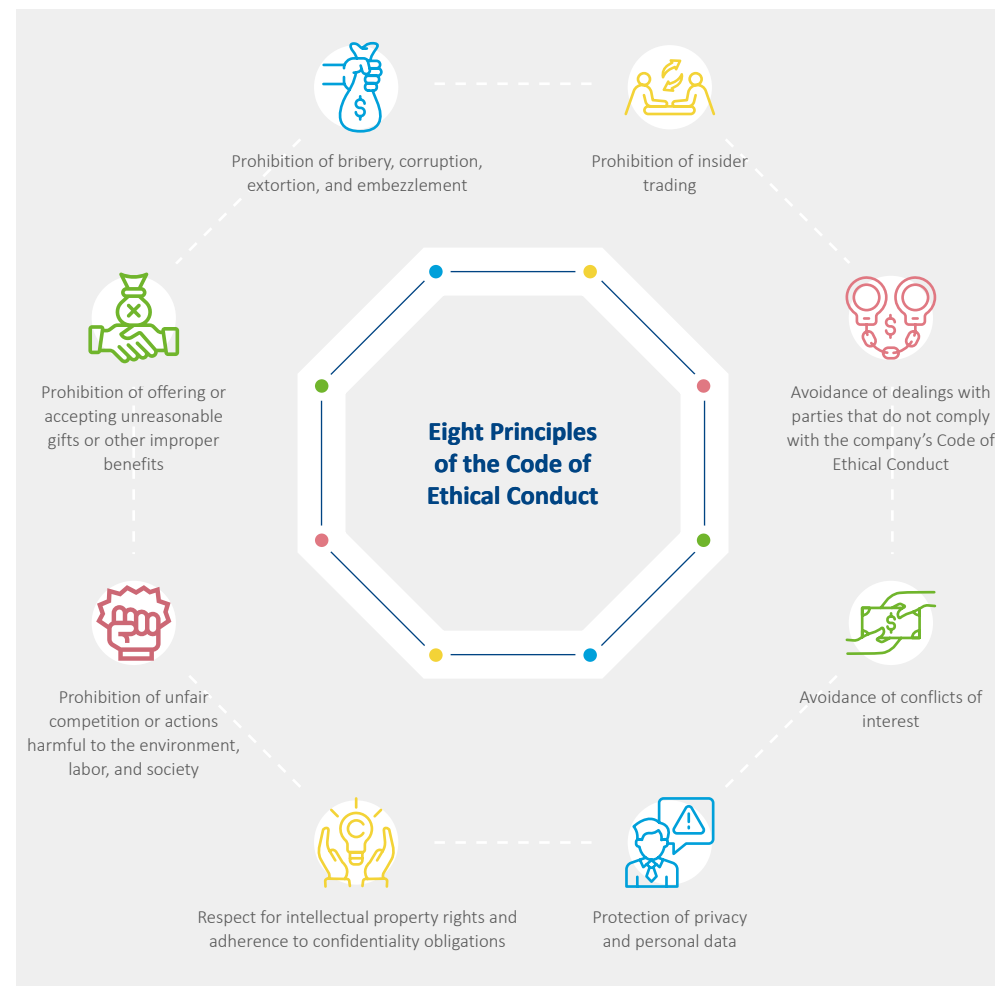 Prohibition of bribery, corruption,
extortion, and embezzlement
Prohibition of insider
trading
Prohibition of offering or
accepting unreasonable
gifts or other improper
benefits
Avoidance of dealings with
parties that do not comply
with the company's Code of
Ethical Conduct
Eight Principles
of the Code of
Ethical Conduct
Prohibition of unfair
competition or actions
harmful to the environment,
labor, and society
Avoidance of conflicts of
interest
Respect for intellectual property rights and
adherence to confidentiality obligations
Protection of privacy
and personal data